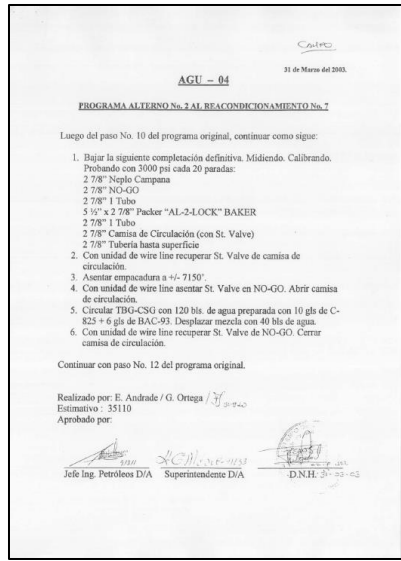 31 de Marzo del 2003.
AGU – 04
PROGRAMA ALTERNO No. 2 AL REACONDICIONAMIENTO No. 7
Luego del paso No. 10 del programa original, continuar como sigue:
1. Bajar la siguiente completación definitiva. Midiendo. Calibrando.
Probando con 3000 psi cada 20 paradas:
2 7/8" Neplo Campana
2 7/8" NO-GO
2 7/8" 1 Tubo
5 ½" x 2 7/8" Packer "AL-2-LOCK" BAKER
2 7/8" 1 Tubo
2 7/8" Camisa de Circulación (con St. Valve)
2 7/8" Tubería hasta superficie
2. Con unidad de wire line recuperar St. Valve de camisa de
circulación.
3. Asentar empacadura a +/- 7150'.
4. Con unidad de wire line asentar St. Valve en NO-GO. Abrir camisa
de circulación.
5. Circular TBG-CSG con 120 bls. de agua preparada con 10 gls de C-
825 + 6 gls de BAC-93. Desplazar mezcla con 40 bls de agua.
6. Con unidad de wire line recuperar St. Valve de NO-GO. Cerrar
camisa de circulación.
Continuar con paso No. 12 del programa original.
Realizado por: E. Andrade / G. Ortega /
Estimativo : 35110
Aprobado por:
Jefe Ing. Petróleos D/A Superintendente D/A D.N.H.